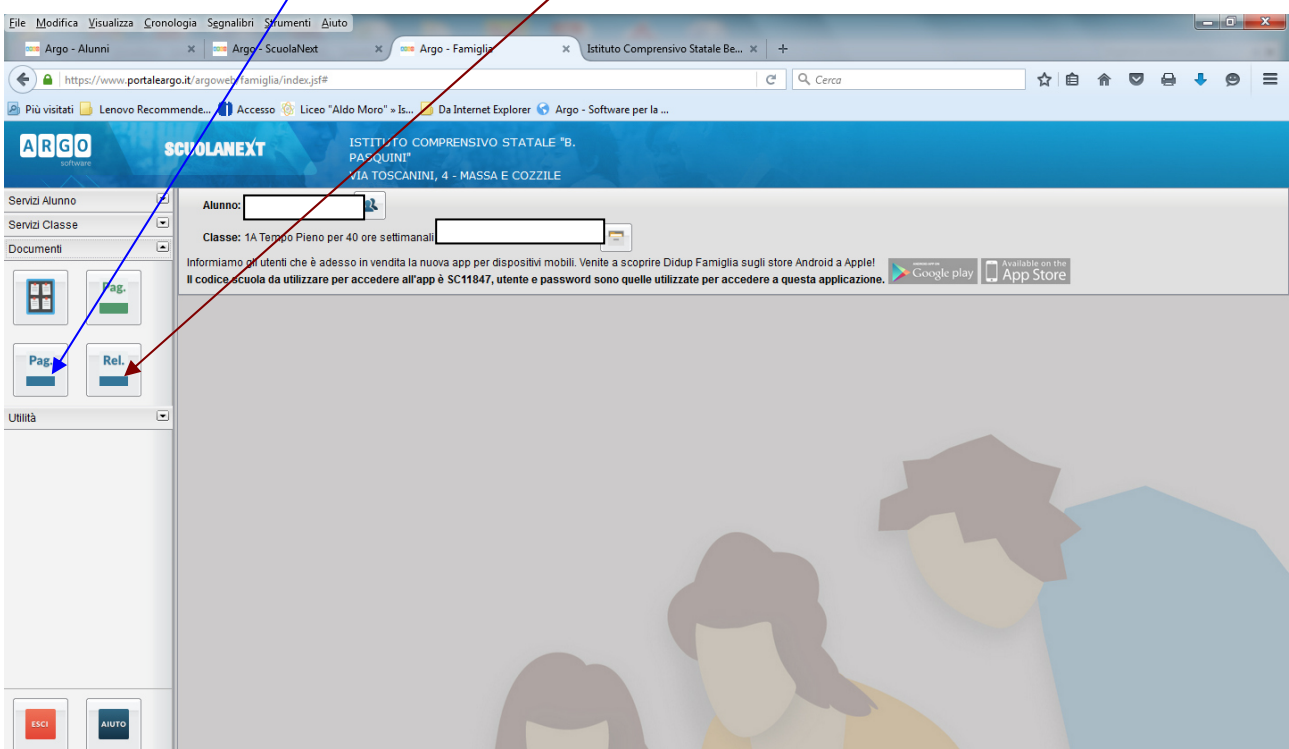 File Modifica Visualizza Cronologia Segnalibri Strumenti Aiuto
Argo - Alunni × Argo - ScuolaNext × Argo - Famiglia × Istituto Comprensivo Statale Be... × +
https://www.portaleargo.it/argoweb/famiglia/index.jsf# Cerca
Più visitati Lenovo Recommende... Accesso Liceo "Aldo Moro" » Is... Da Internet Explorer Argo - Software per la ...
ARGO software SCUOLANEXT ISTITUTO COMPRENSIVO STATALE "B.
PASQUINI"
VIA TOSCANINI, 4 - MASSA E COZZILE
Servizi Alunno
Servizi Classe
Documenti
Pag.
Pag. Rel.
Utilità
ESCI AIUTO
Alunno:
Classe: 1A Tempo Pieno per 40 ore settimanali
Informiamo gli utenti che è adesso in vendita la nuova app per dispositivi mobili. Venite a scoprire Didup Famiglia sugli store Android a Apple!
Il codice scuola da utilizzare per accedere all'app è SC11847, utente e password sono quelle utilizzate per accedere a questa applicazione.
Google play
Available on the
App Store